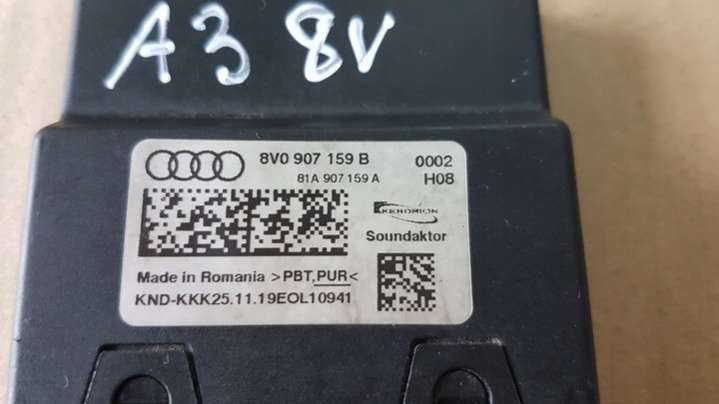 A3 8V
8V0 907 159 B 0002
81A 907 159 A H08
KENDRION
Soundaktor
Made in Romania >PBT,PUR<
KND-KKK25.11.19EOL10941